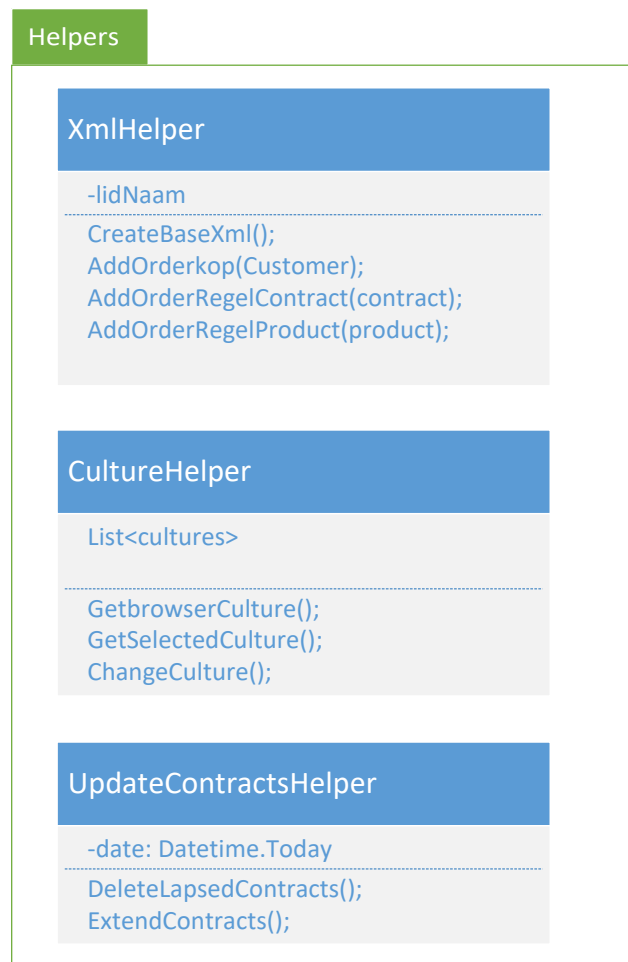 Helpers
XmlHelper
-lidNaam
CreateBaseXml();
AddOrderkop(Customer);
AddOrderRegelContract(contract);
AddOrderRegelProduct(product);
CultureHelper
List<cultures>
GetbrowserCulture();
GetSelectedCulture();
ChangeCulture();
UpdateContractsHelper
-date: Datetime.Today
DeleteLapsedContracts();
ExtendContracts();